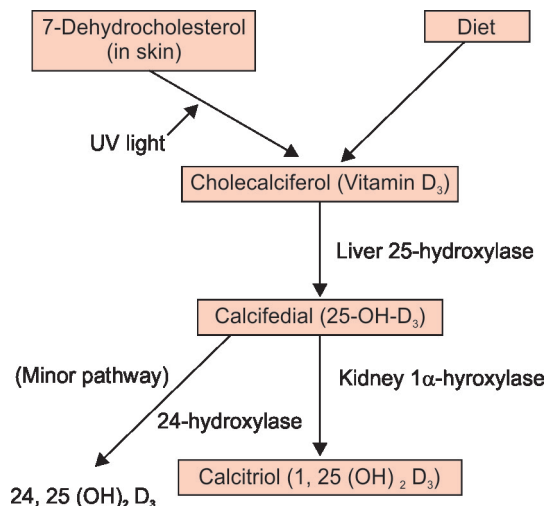 7-Dehydrocholesterol
(in skin)
Diet
UV light
Cholecalciferol (Vitamin D₃)
Liver 25-hydroxylase
Calcifedial (25-OH-D₃)
(Minor pathway)
Kidney 1α-hyroxylase
24-hydroxylase
Calcitriol (1, 25 (OH) ₂ D₃)
24, 25 (OH)₂ D₃